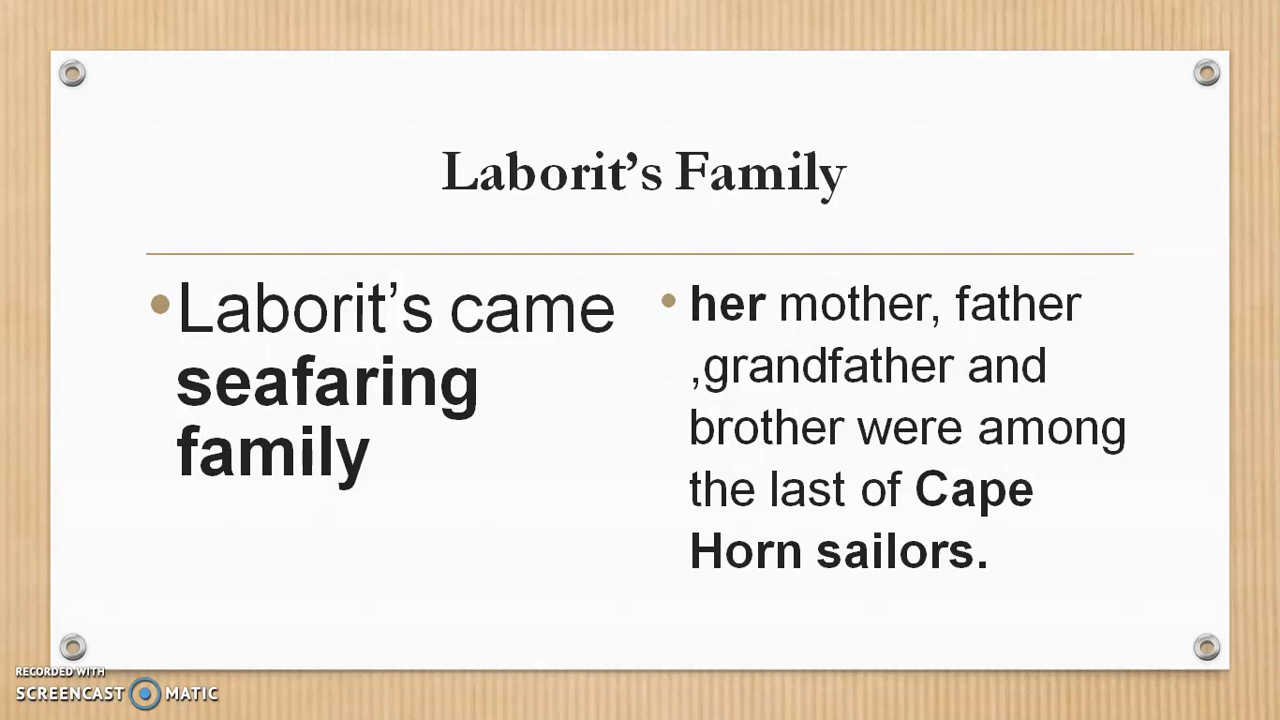 Laborit’s Family
•Laborit’s came
seafaring
family
• her mother, father
,grandfather and
brother were among
the last of Cape
Horn sailors.
RECORDED WITH
SCREENCAST MATIC